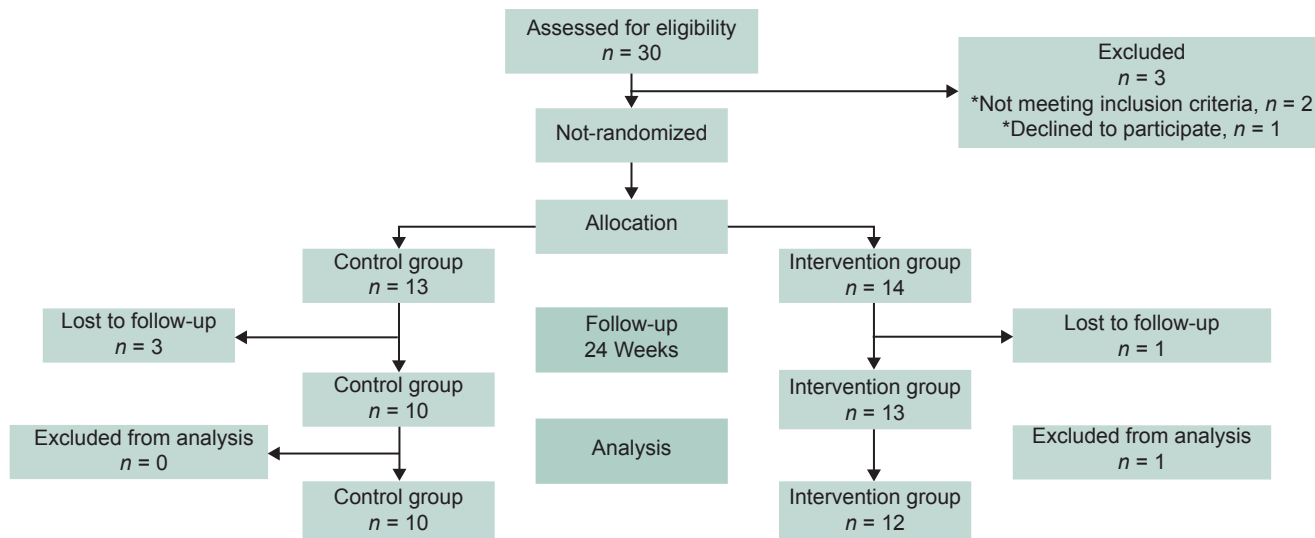 Assessed for eligibility
n = 30
Excluded
n = 3
*Not meeting inclusion criteria, n = 2
*Declined to participate, n = 1
Not-randomized
Allocation
Control group
n = 13
Intervention group
n = 14
Lost to follow-up
n = 3
Follow-up
24 Weeks
Lost to follow-up
n = 1
Control group
n = 10
Intervention group
n = 13
Excluded from analysis
n = 0
Analysis
Excluded from analysis
n = 1
Control group
n = 10
Intervention group
n = 12